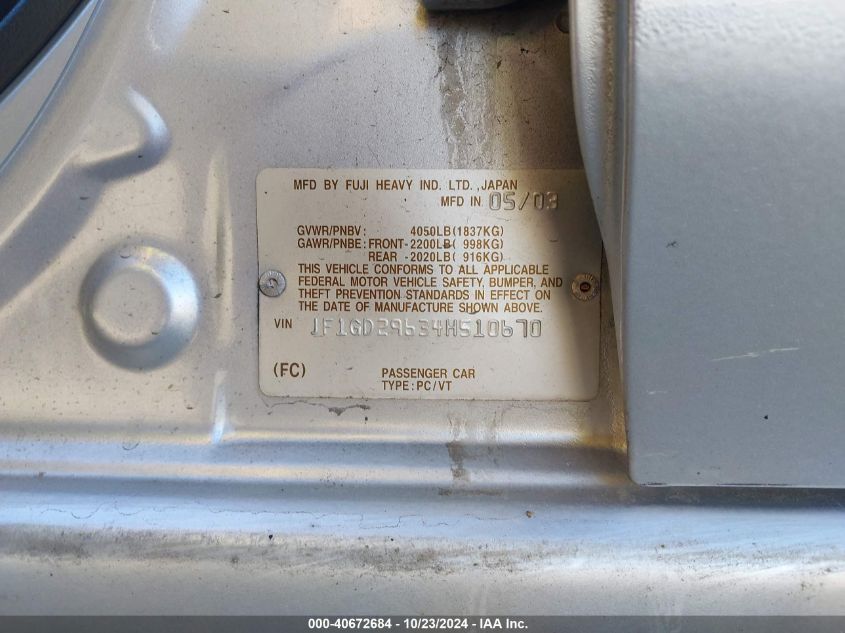 MFD BY FUJI HEAVY IND. LTD.,JAPAN
MFD IN 05/03
GVWR/PNBV: 4050LB(1837KG)
GAWR/PNBE: FRONT-2200LB( 998KG)
REAR -2020LB( 916KG)
THIS VEHICLE CONFORMS TO ALL APPLICABLE
FEDERAL MOTOR VEHICLE SAFETY, BUMPER, AND
THEFT PREVENTION STANDARDS IN EFFECT ON
THE DATE OF MANUFACTURE SHOWN ABOVE.
VIN JF1GD29634H510670
(FC) PASSENGER CAR
TYPE:PC/VT
000-40672684 / 10/23/2024 - IAA Inc.